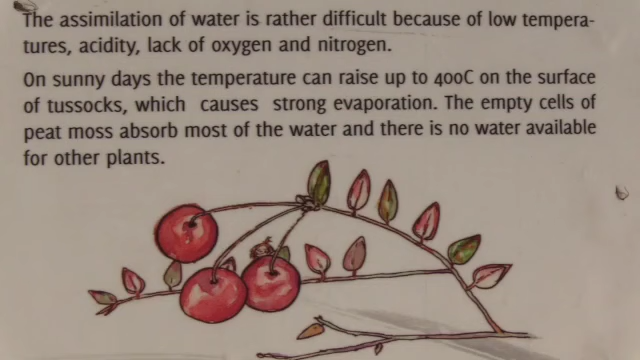 The assimilation of water is rather difficult because of low tempera-
tures, acidity, lack of oxygen and nitrogen.
On sunny days the temperature can raise up to 400C on the surface
of tussocks, which causes strong evaporation. The empty cells of
peat moss absorb most of the water and there is no water available
for other plants.